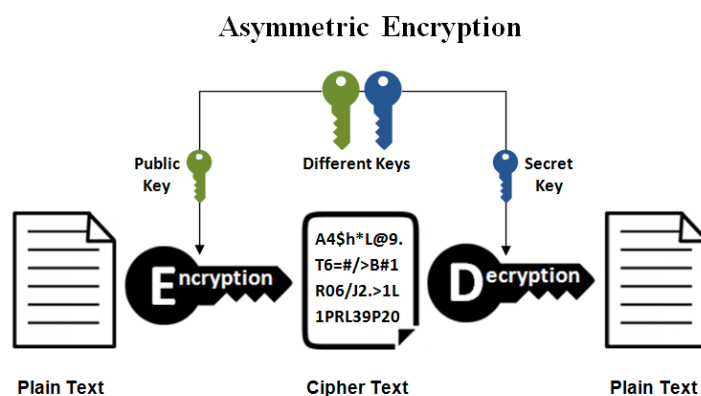 Asymmetric Encryption
Public
Key
Different Keys
Secret
Key
Encryption
A4$h*L@9.
T6=#/>B#1
R06/J2.>1L
1PRL39P20
Decryption
Plain Text
Cipher Text
Plain Text